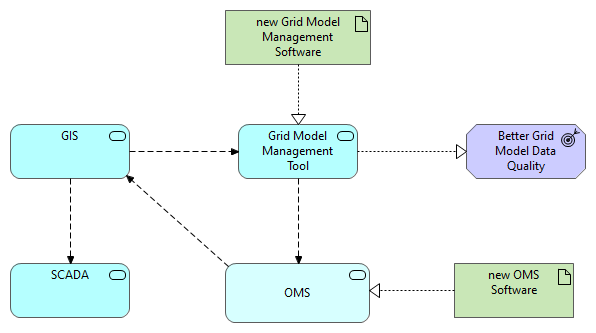 new Grid Model
Management
Software
GIS
Grid Model
Management
Tool
Better Grid
Model Data
Quality
SCADA
OMS
new OMS
Software